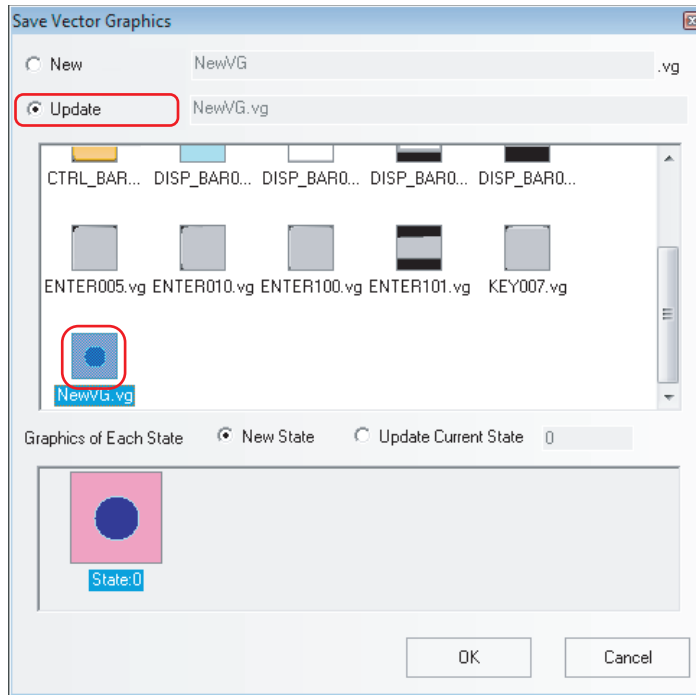 Save Vector Graphics
New NewVG .vg
Update NewVG.vg
CTRL_BAR... DISP_BAR0... DISP_BAR0... DISP_BAR0... DISP_BAR0...
ENTER005.vg ENTER010.vg ENTER100.vg ENTER101.vg KEY007.vg
NewVG.vg
Graphics of Each State New State Update Current State 0
State:0
OK Cancel